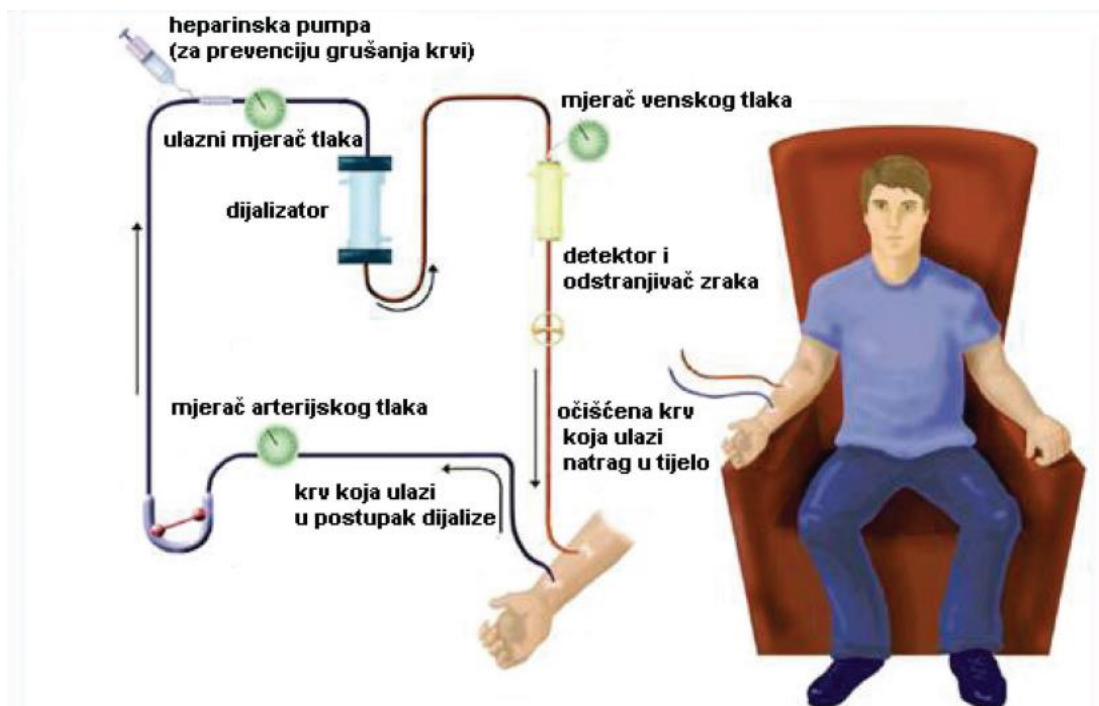 heparinska pumpa
(za prevenciju grušanja krvi)
ulazni mjerač tlaka
mjerač venskog tlaka
dijalizator
detektor i
odstranjivač zraka
mjerač arterijskog tlaka
očišćena krv
koja ulazi
natrag u tijelo
krv koja ulazi
u postupak dijalize